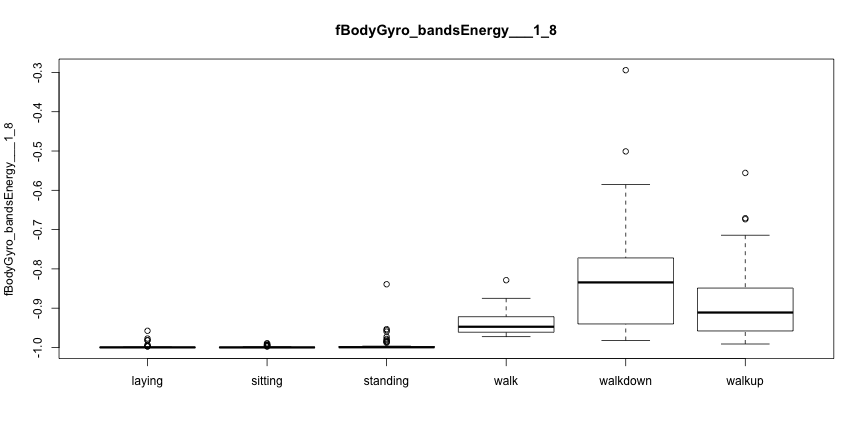 fBodyGyro_bandsEnergy___1_8
fBodyGyro_bandsEnergy___1_8
-0.3
-0.4
-0.5
-0.6
-0.7
-0.8
-0.9
-1.0
laying sitting standing walk walkdown walkup